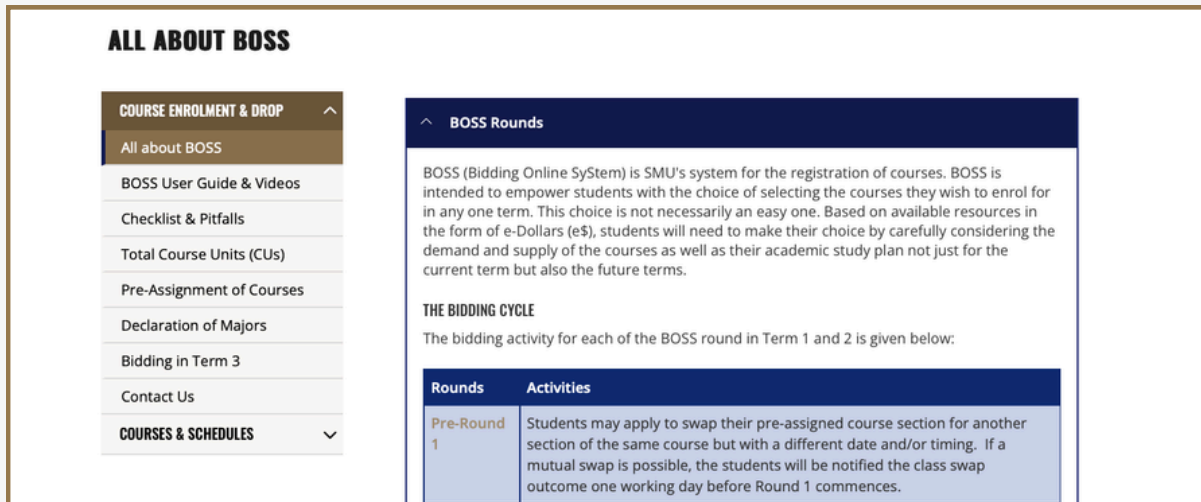 ALL ABOUT BOSS
COURSE ENROLMENT & DROP
All about BOSS
BOSS User Guide & Videos
Checklist & Pitfalls
Total Course Units (CUs)
Pre-Assignment of Courses
Declaration of Majors
Bidding in Term 3
Contact Us
COURSES & SCHEDULES
BOSS Rounds
BOSS (Bidding Online SyStem) is SMU's system for the registration of courses. BOSS is
intended to empower students with the choice of selecting the courses they wish to enrol for
in any one term. This choice is not necessarily an easy one. Based on available resources in
the form of e-Dollars (e$), students will need to make their choice by carefully considering the
demand and supply of the courses as well as their academic study plan not just for the
current term but also the future terms.
THE BIDDING CYCLE
The bidding activity for each of the BOSS round in Term 1 and 2 is given below:
Rounds Activities
Pre-Round
1
Students may apply to swap their pre-assigned course section for another
section of the same course but with a different date and/or timing. If a
mutual swap is possible, the students will be notified the class swap
outcome one working day before Round 1 commences.